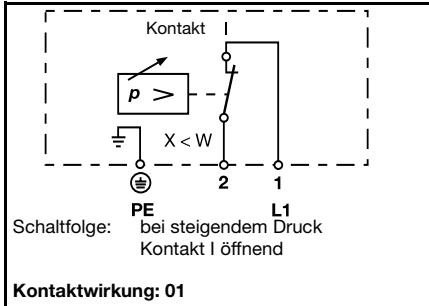 Kontakt I
p >
X < W
2 1
PE L1
Schaltfolge: bei steigendem Druck
Kontakt I öffnend
Kontaktwirkung: 01